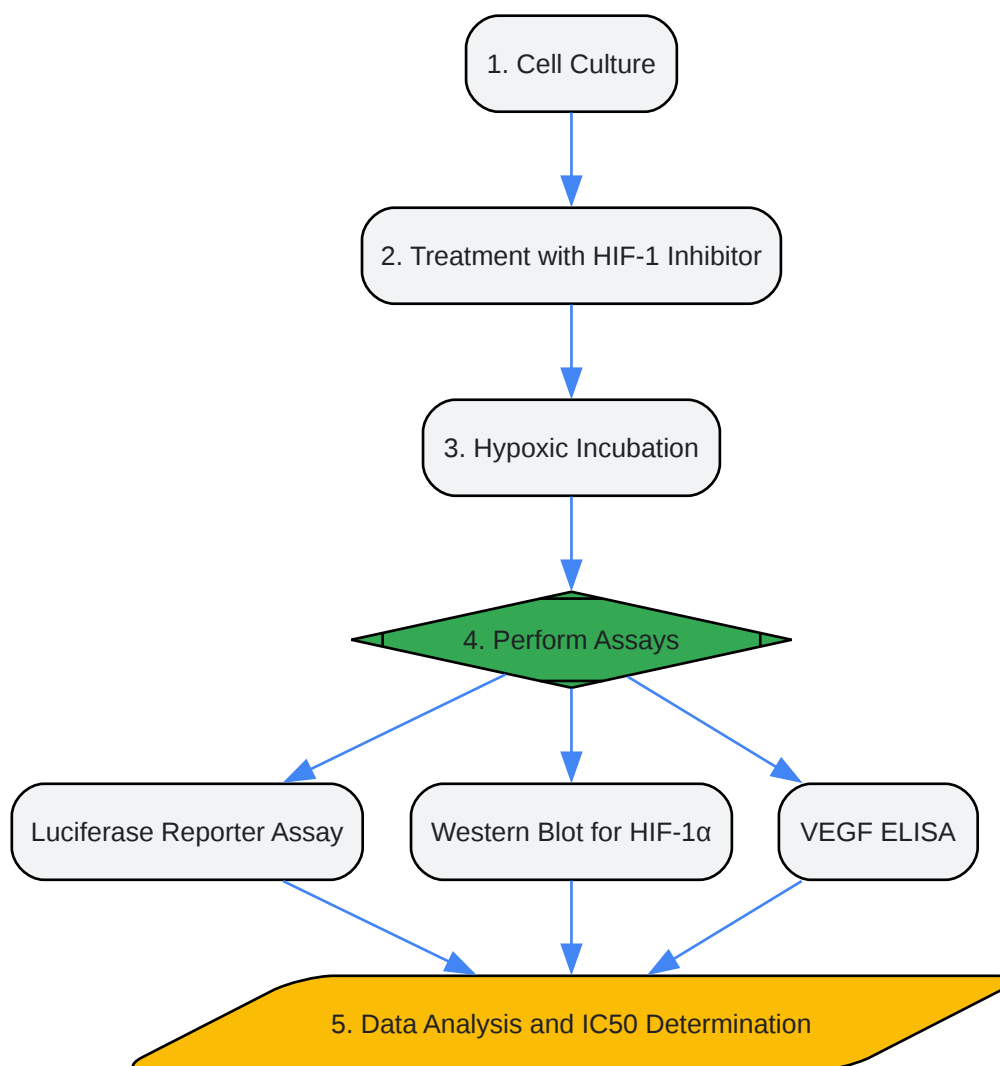 1. Cell Culture
2. Treatment with HIF-1 Inhibitor
3. Hypoxic Incubation
4. Perform Assays
Luciferase Reporter Assay
Western Blot for HIF-1α
VEGF ELISA
5. Data Analysis and IC50 Determination